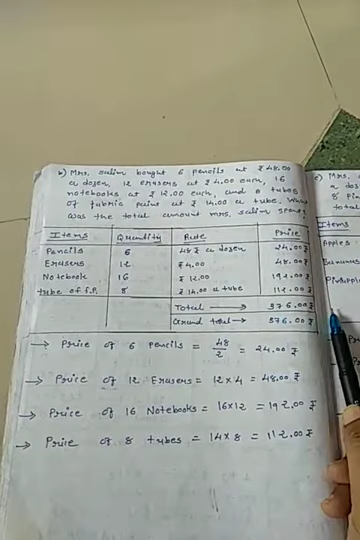 b) Mrs. Salim bought 6 pencils at ₹48.00
a dozen, 12 erasers at ₹4.00 each, 16
notebooks at ₹12.00 each, and 8 tubes
of fabric paint at ₹14.00 a tube. What
was the total amount mrs. salim spent?
Items Quantity Rate Price
Pencils 6 48₹ a dozen 24.00₹
Erasers 12 ₹4.00 48.00₹
Notebook 16 ₹12.00 192.00₹
tube of F.P. 8 ₹14.00 a tube 112.00₹
Total → 376.00₹
Grand total → 376.00₹
→ Price of 6 pencils = 48/2 = 24.00₹
→ Price of 12 Erasers = 12×4 = 48.00₹
→ Price of 16 Notebooks = 16×12 = 192.00₹
→ Price of 8 tubes = 14×8 = 112.00₹
c) Mrs.
a doz
8 pin
total
Items
Apples
Bananas
Pineapple